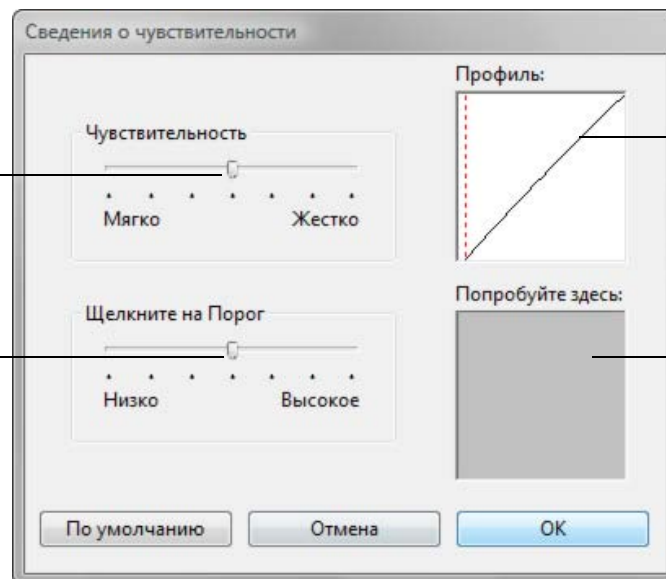 Сведения о чувствительности
Профиль:
Чувствительность
Мягко Жестко
Попробуйте здесь:
Щелкните на Порог
Низко Высокое
По умолчанию Отмена OK